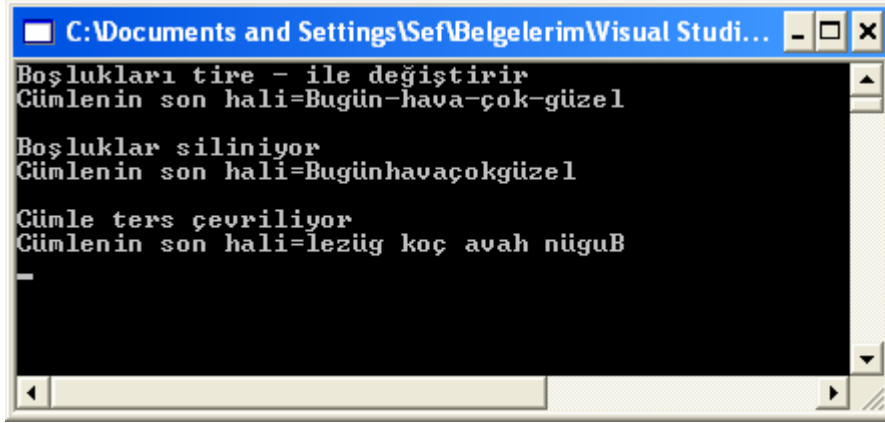 C:\Documents and Settings\Sef\Belgelerim\Visual Studi...
Boşlukları tire - ile değiştirir
Cümlenin son hali=Bugün-hava-çok-güzel
Boşluklar siliniyor
Cümlenin son hali=Bugünhavaçokgüzel
Cümle ters çevriliyor
Cümlenin son hali=lezüg koç avah nüguB